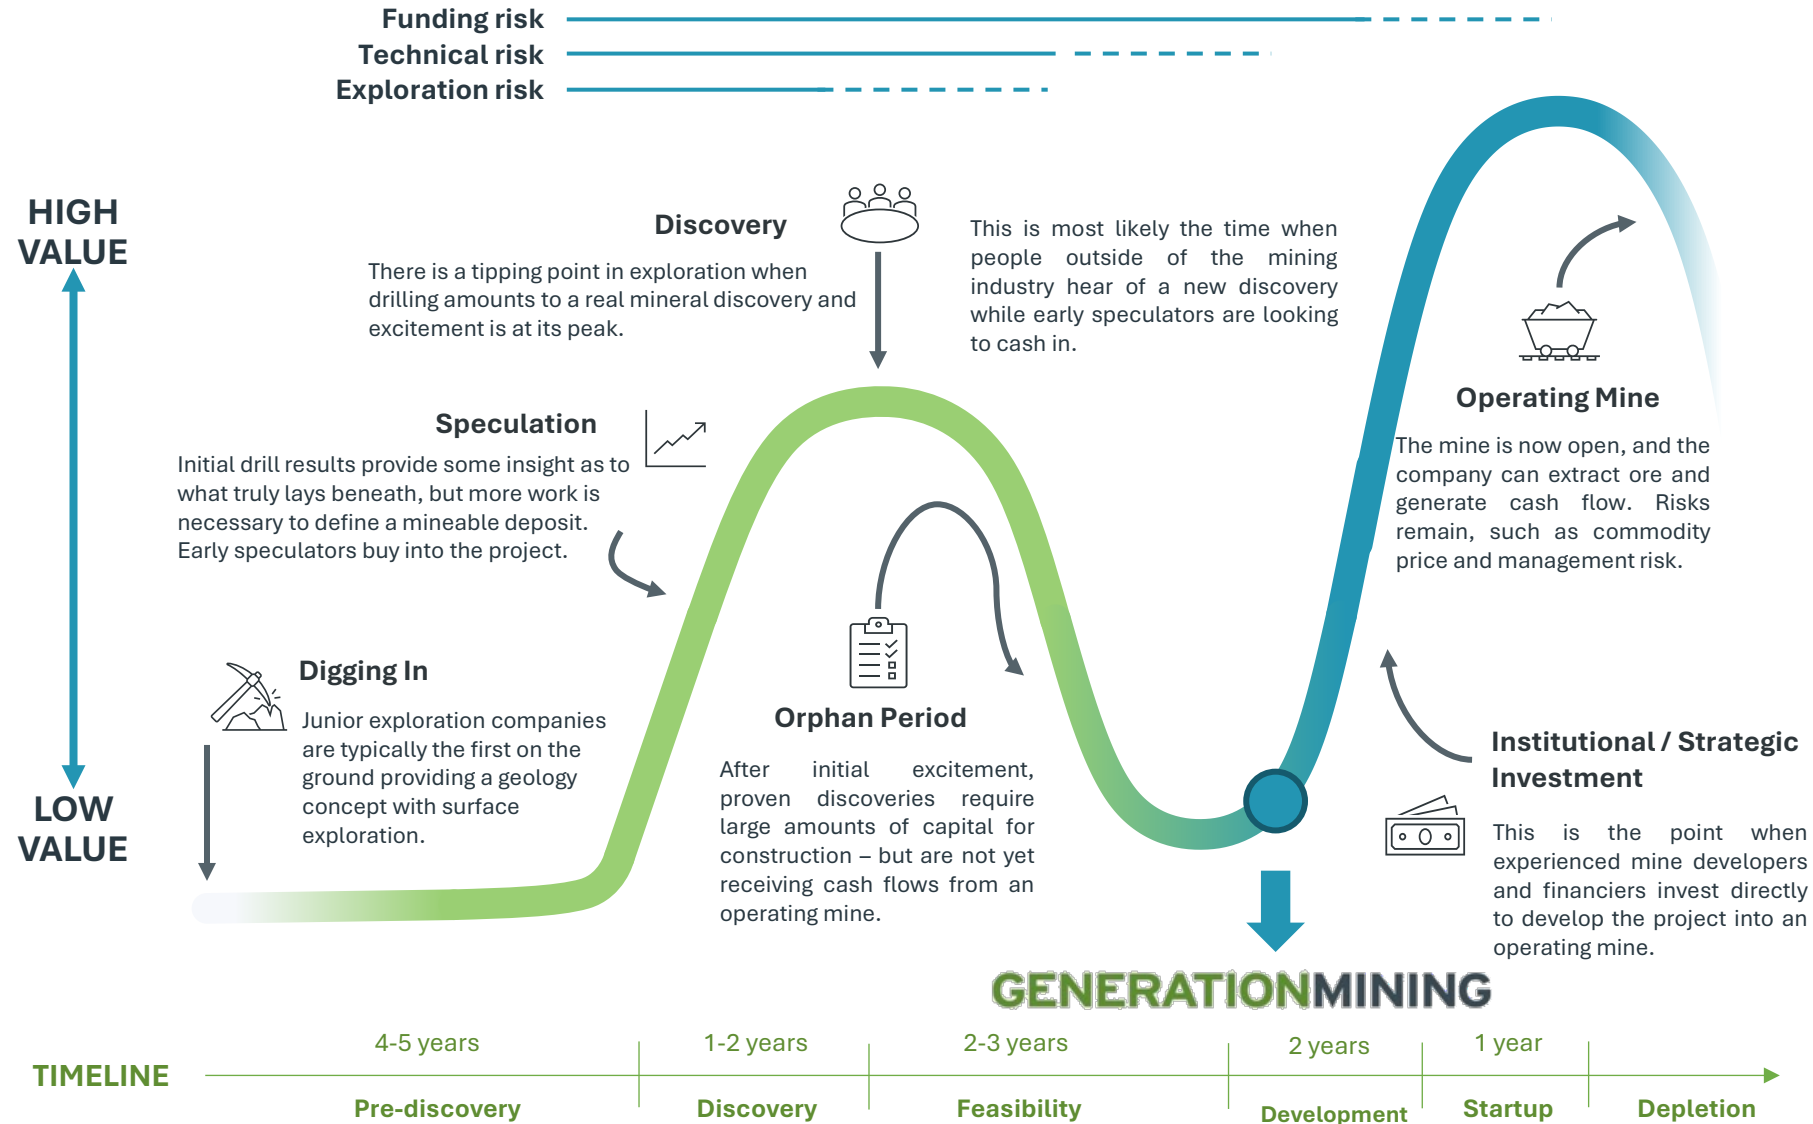 Funding risk
Technical risk
Exploration risk
HIGH
VALUE
LOW
VALUE
Discovery
There is a tipping point in exploration when
drilling amounts to a real mineral discovery and
excitement is at its peak.
This is most likely the time when
people outside of the mining
industry hear of a new discovery
while early speculators are looking
to cash in.
Speculation
Initial drill results provide some insight as to
what truly lays beneath, but more work is
necessary to define a mineable deposit.
Early speculators buy into the project.
Digging In
Junior exploration companies
are typically the first on the
ground providing a geology
concept with surface
exploration.
Orphan Period
After initial excitement,
proven discoveries require
large amounts of capital for
construction – but are not yet
receiving cash flows from an
operating mine.
Operating Mine
The mine is now open, and the
company can extract ore and
generate cash flow. Risks
remain, such as commodity
price and management risk.
Institutional / Strategic
Investment
This is the point when
experienced mine developers
and financiers invest directly
to develop the project into an
operating mine.
GENERATIONMINING
TIMELINE
4-5 years
1-2 years
2-3 years
2 years
1 year
Pre-discovery
Discovery
Feasibility
Development
Startup
Depletion